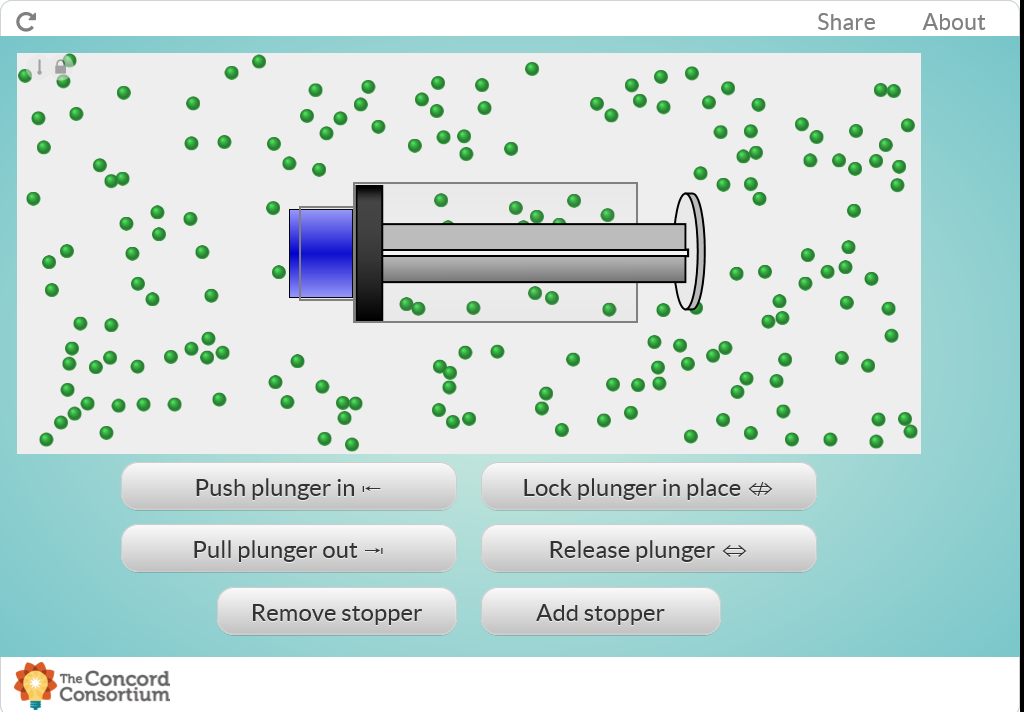 Share About
Push plunger in Lock plunger in place
Pull plunger out Release plunger
Remove stopper Add stopper
The Concord
Consortium